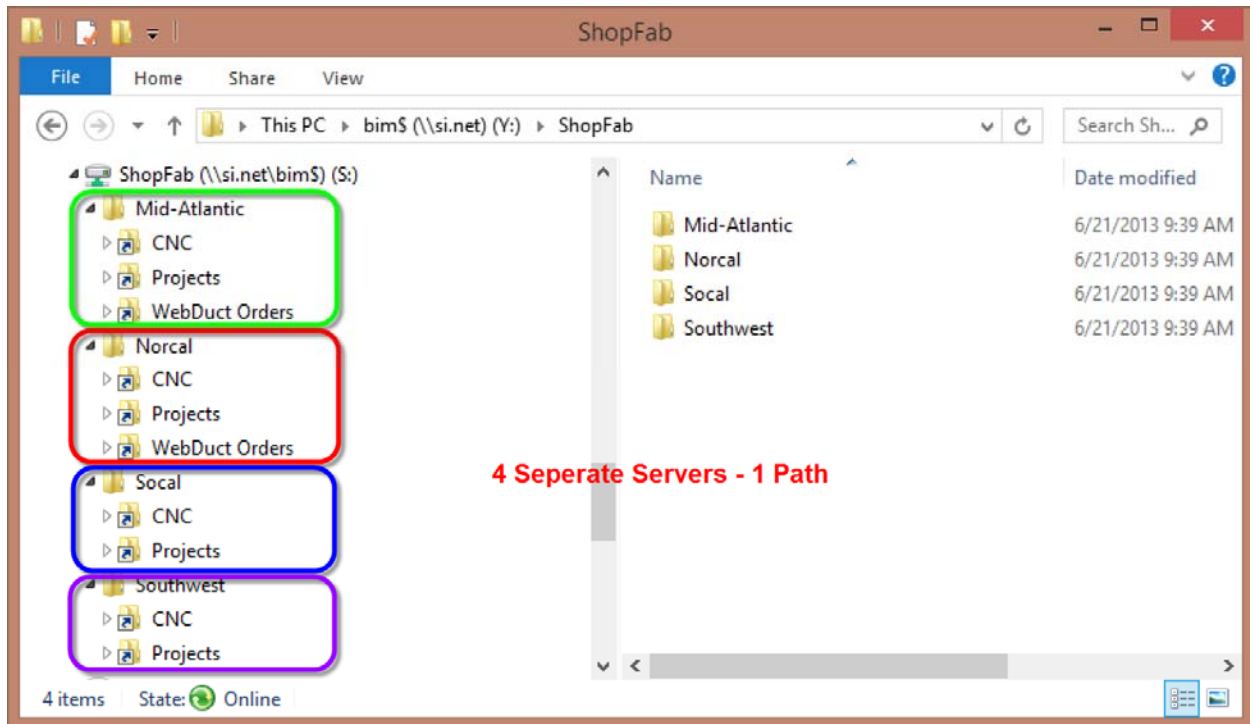 ShopFab
File Home Share View
This PC bim$ (\\si.net) (Y:) ShopFab Search Sh...
ShopFab (\\si.net\bim$) (S:)
Mid-Atlantic
CNC
Projects
WebDuct Orders
Norcal
CNC
Projects
WebDuct Orders
Socal
CNC
Projects
Southwest
CNC
Projects
Name Date modified
Mid-Atlantic 6/21/2013 9:39 AM
Norcal 6/21/2013 9:39 AM
Socal 6/21/2013 9:39 AM
Southwest 6/21/2013 9:39 AM
4 Seperate Servers - 1 Path
4 items State: Online